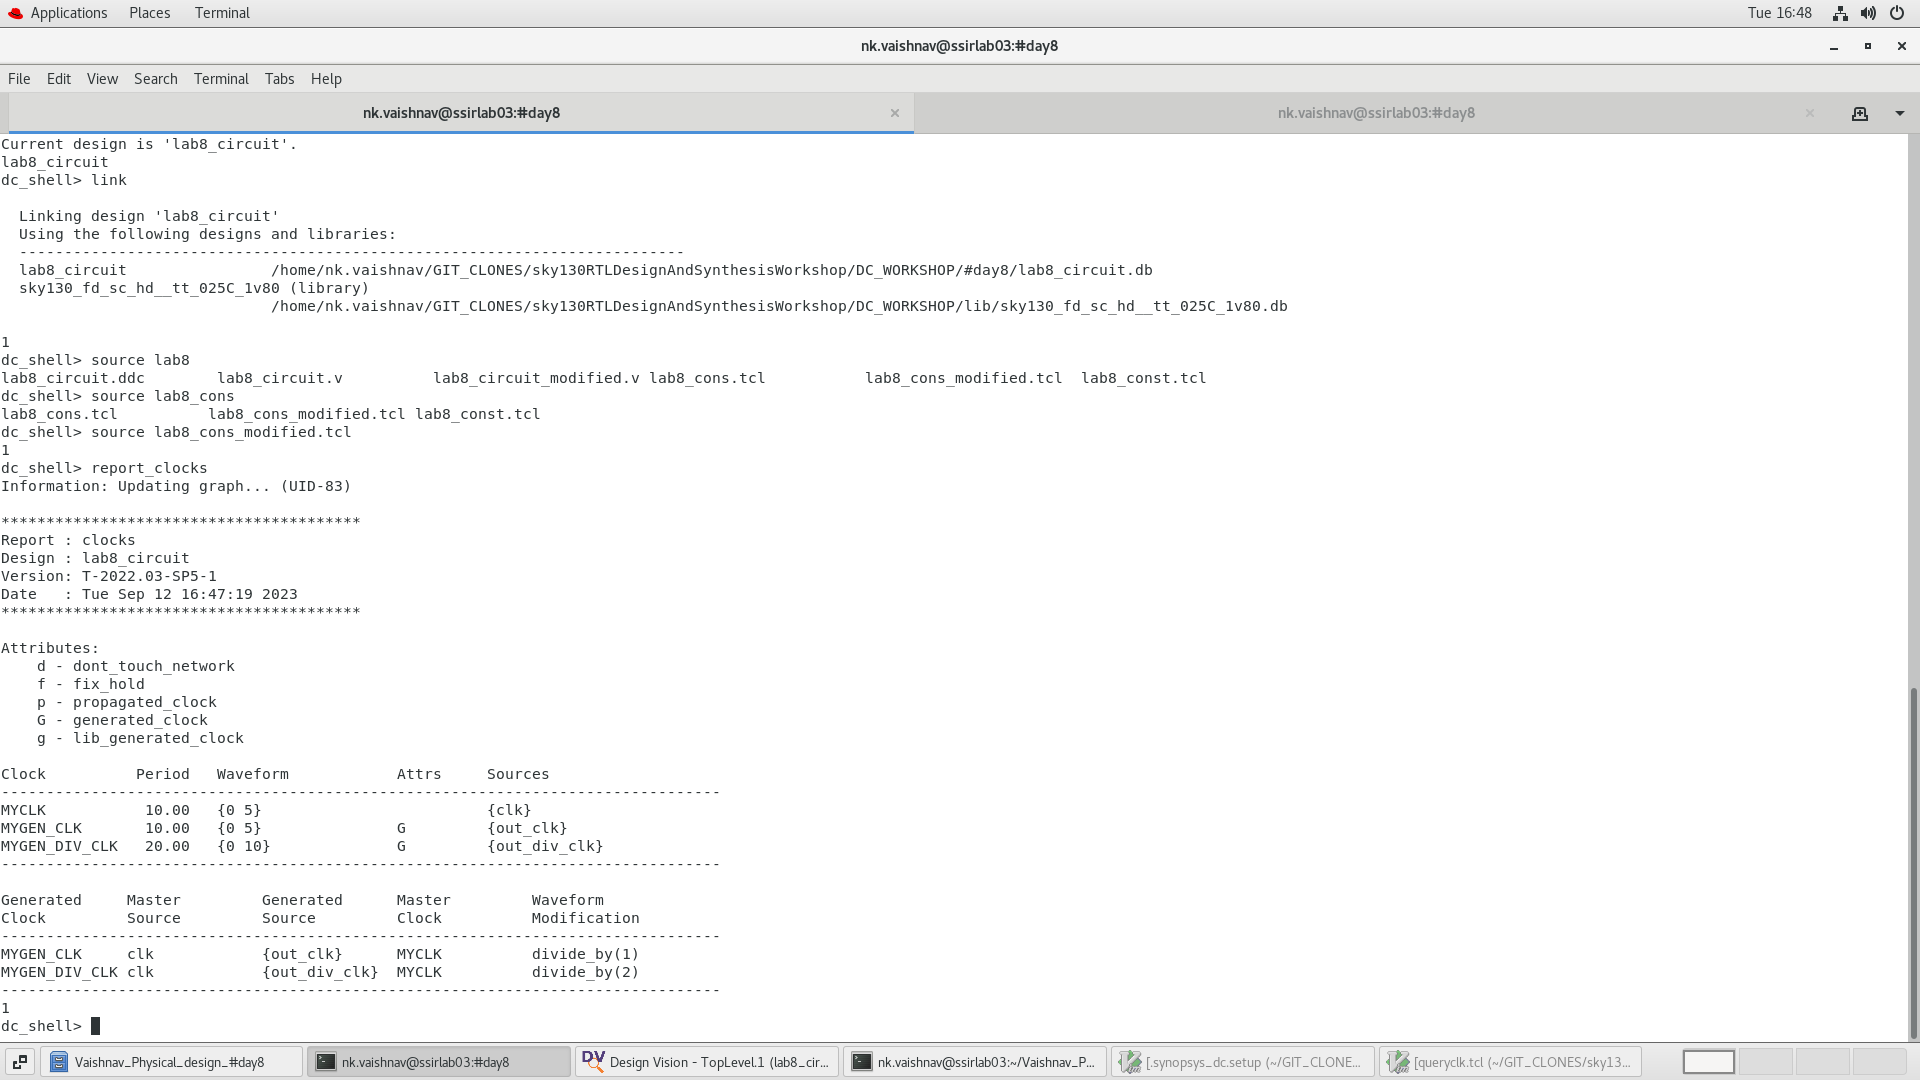 Applications Places Terminal Tue 16:48
nk.vaishnav@ssirlab03:#day8
File Edit View Search Terminal Tabs Help
nk.vaishnav@ssirlab03:#day8 nk.vaishnav@ssirlab03:#day8
Current design is 'lab8_circuit'.
lab8_circuit
dc_shell> link
Linking design 'lab8_circuit'
Using the following designs and libraries:
--------------------------------------------------------------------------
lab8_circuit /home/nk.vaishnav/GIT_CLONES/sky130RTLDesignAndSynthesisWorkshop/DC_WORKSHOP/#day8/lab8_circuit.db
sky130_fd_sc_hd__tt_025C_1v80 (library)
/home/nk.vaishnav/GIT_CLONES/sky130RTLDesignAndSynthesisWorkshop/DC_WORKSHOP/lib/sky130_fd_sc_hd__tt_025C_1v80.db
1
dc_shell> source lab8
lab8_circuit.ddc lab8_circuit.v lab8_circuit_modified.v lab8_cons.tcl lab8_cons_modified.tcl lab8_const.tcl
dc_shell> source lab8_cons
lab8_cons.tcl lab8_cons_modified.tcl lab8_const.tcl
dc_shell> source lab8_cons_modified.tcl
1
dc_shell> report_clocks
Information: Updating graph... (UID-83)
****************************************
Report : clocks
Design : lab8_circuit
Version: T-2022.03-SP5-1
Date : Tue Sep 12 16:47:19 2023
****************************************
Attributes:
d - dont_touch_network
f - fix_hold
p - propagated_clock
G - generated_clock
g - lib_generated_clock
Clock Period Waveform Attrs Sources
--------------------------------------------------------------------------------
MYCLK 10.00 {0 5} {clk}
MYGEN_CLK 10.00 {0 5} G {out_clk}
MYGEN_DIV_CLK 20.00 {0 10} G {out_div_clk}
--------------------------------------------------------------------------------
Generated Master Generated Master Waveform
Clock Source Source Clock Modification
--------------------------------------------------------------------------------
MYGEN_CLK clk {out_clk} MYCLK divide_by(1)
MYGEN_DIV_CLK clk {out_div_clk} MYCLK divide_by(2)
--------------------------------------------------------------------------------
1
dc_shell>
Vaishnav_Physical_design_#day8 nk.vaishnav@ssirlab03:#day8 DV Design Vision - TopLevel.1 (lab8_cir... nk.vaishnav@ssirlab03:~/Vaishnav_P... [.synopsys_dc.setup (~/GIT_CLONE... [queryclk.tcl (~/GIT_CLONES/sky13...